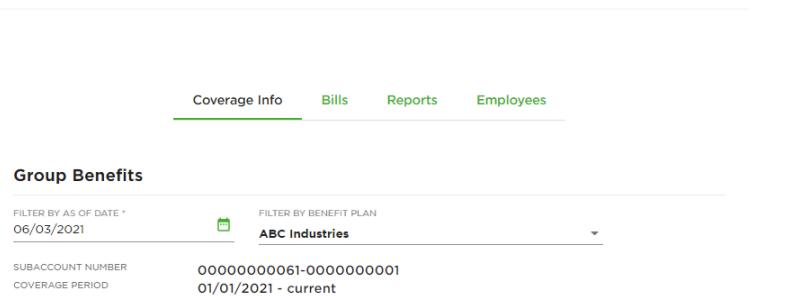 Coverage Info Bills Reports Employees
Group Benefits
FILTER BY AS OF DATE * FILTER BY BENEFIT PLAN
06/03/2021 ABC Industries
SUBACCOUNT NUMBER 00000000061-0000000001
COVERAGE PERIOD 01/01/2021 - current